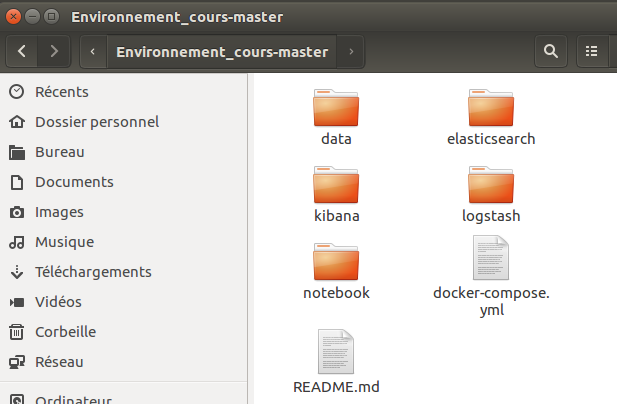 Environnement_cours-master
Environnement_cours-master
Récents
Dossier personnel
Bureau
Documents
Images
Musique
Téléchargements
Vidéos
Corbeille
Réseau
Ordinateur
data
elasticsearch
kibana
logstash
notebook
docker-compose.
yml
README.md